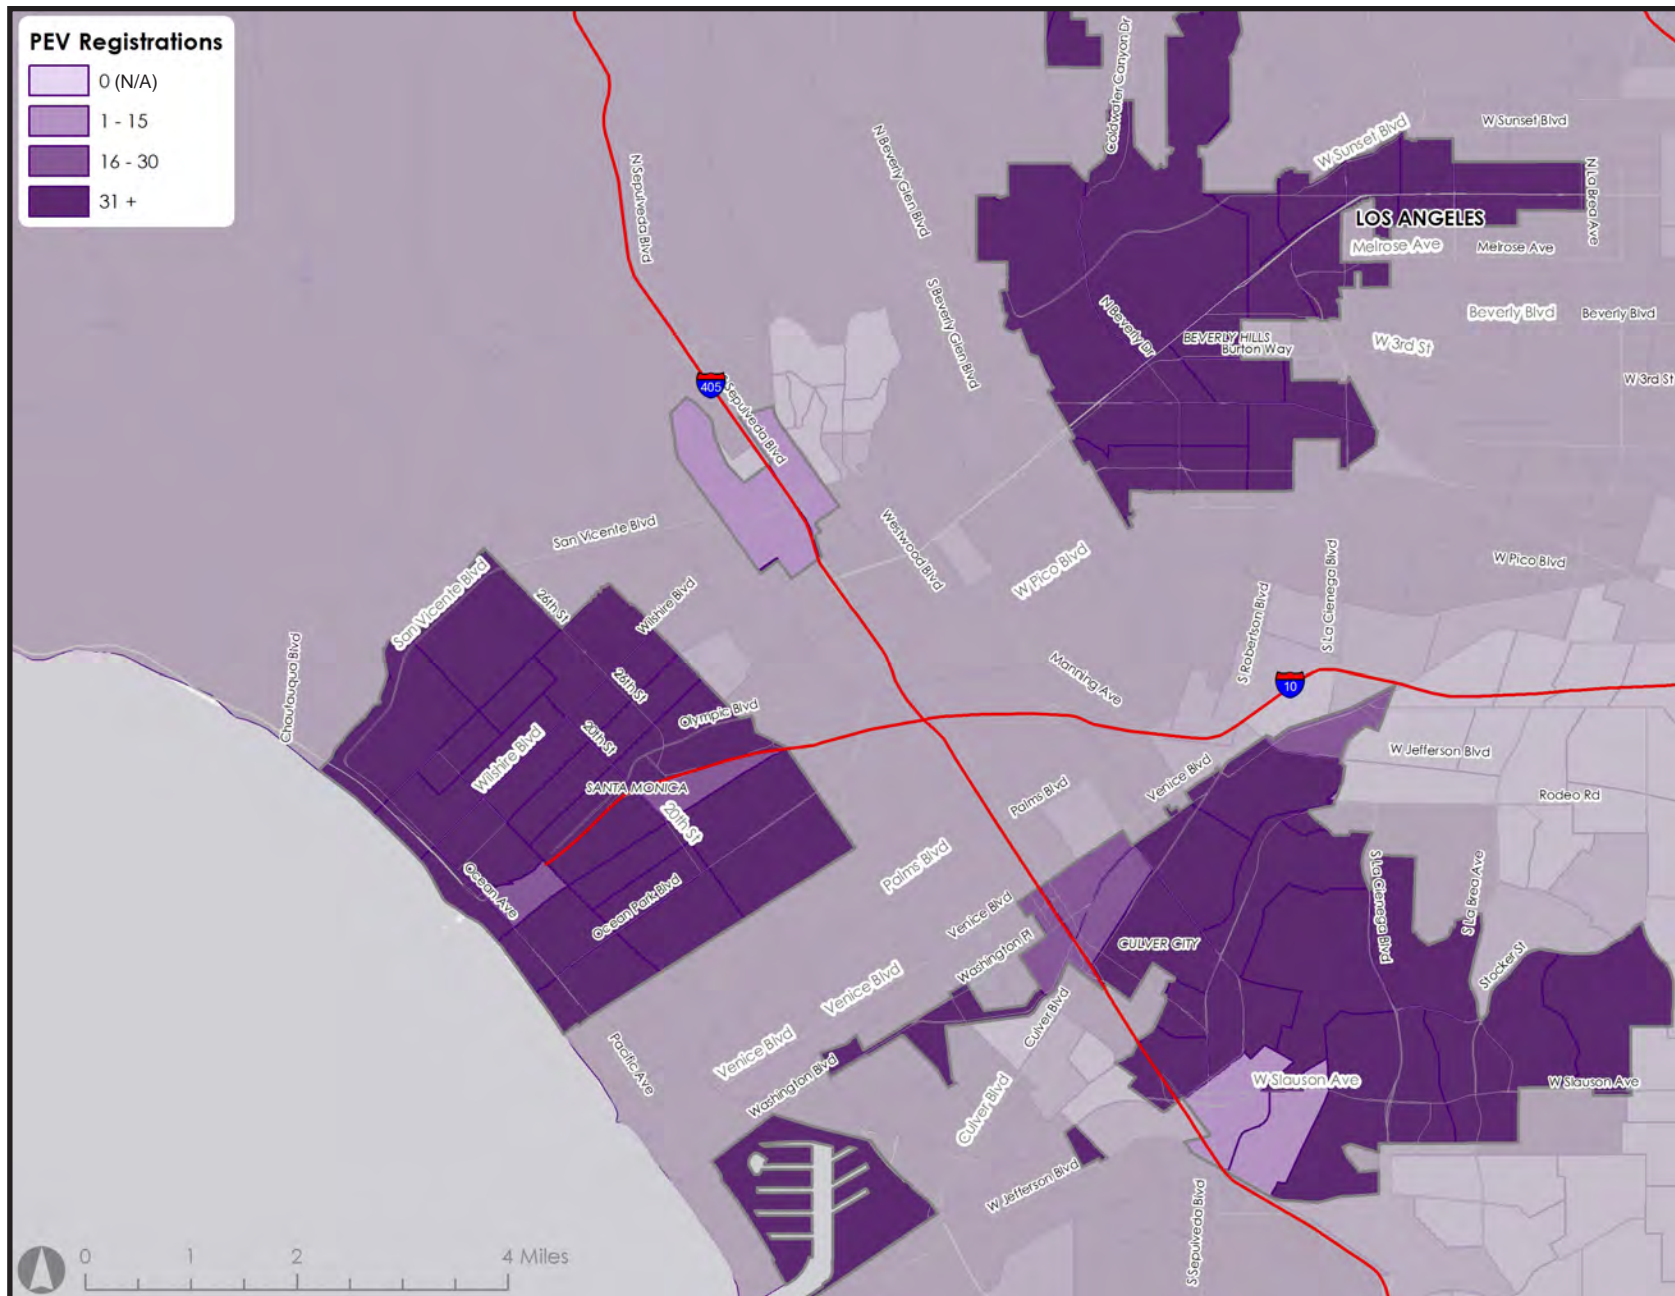 PEV Registrations
0 (N/A)
1 - 15
16 - 30
31 +
Coldwater Canyon Dr
W Sunset Blvd
W Sunset Blvd
N Beverly Glen Blvd
N Sepulveda Blvd
N La Brea Ave
LOS ANGELES
Melrose Ave
Melrose Ave
S Beverly Glen Blvd
N Beverly Dr
Beverly Blvd
Beverly Blvd
BEVERLY HILLS
Burton Way
W 3rd St
W 3rd St
405
Sepulveda Blvd
San Vicente Blvd
Westwood Blvd
W Pico Blvd
W Pico Blvd
San Vicente Blvd
26th St
Wilshire Blvd
S Robertson Blvd
S La Cienega Blvd
Chautauqua Blvd
26th St
Manning Ave
10
Olympic Blvd
20th St
Wilshire Blvd
W Jefferson Blvd
SANTA MONICA
Venice Blvd
Palms Blvd
Rodeo Rd
20th St
Palms Blvd
Ocean Ave
Ocean Park Blvd
Venice Blvd
S La Cienega Blvd
S La Brea Ave
CULVER CITY
Washington Pl
Stocker St
Venice Blvd
Culver Blvd
Venice Blvd
Pacific Ave
Washington Blvd
W Slauson Ave
W Slauson Ave
Culver Blvd
W Jefferson Blvd
S Sepulveda Blvd
0 1 2 4 Miles